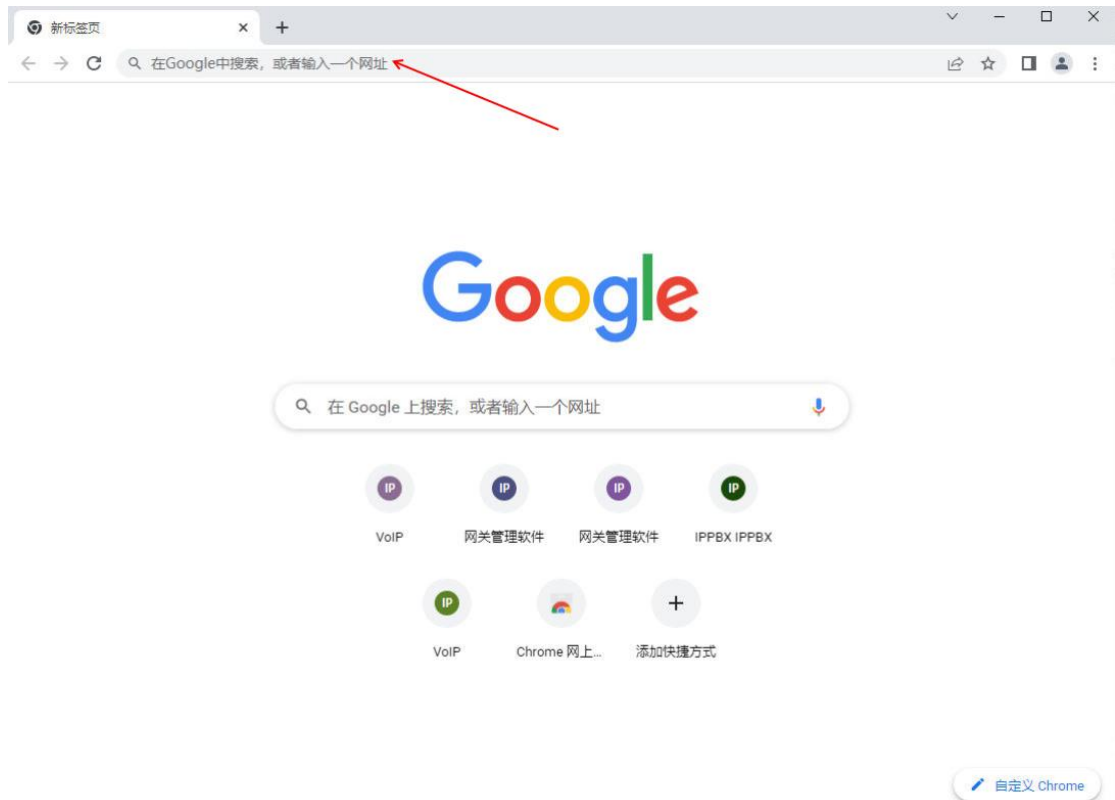 新标签页
在Google中搜索，或者输入一个网址
Google
在 Google 上搜索，或者输入一个网址
IP IP IP IP
VoIP 网关管理软件 网关管理软件 IPPBX IPPBX
IP
VoIP Chrome 网上... 添加快捷方式
自定义 Chrome